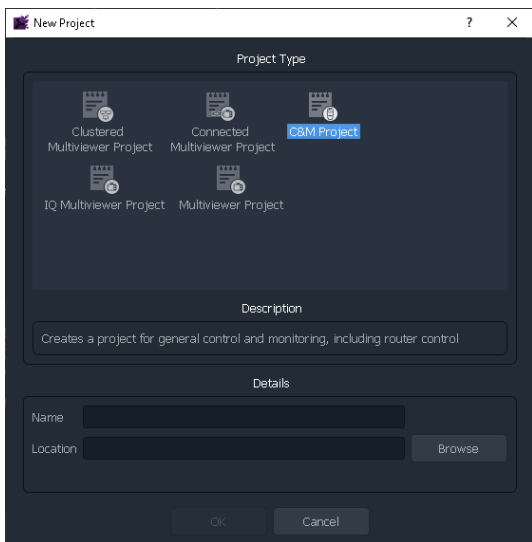 New Project
?
Project Type
Clustered
Multiviewer Project
Connected
Multiviewer Project
C&M Project
IQ Multiviewer Project
Multiviewer Project
Description
Creates a project for general control and monitoring, including router control
Details
Name
Location
Browse
OK
Cancel